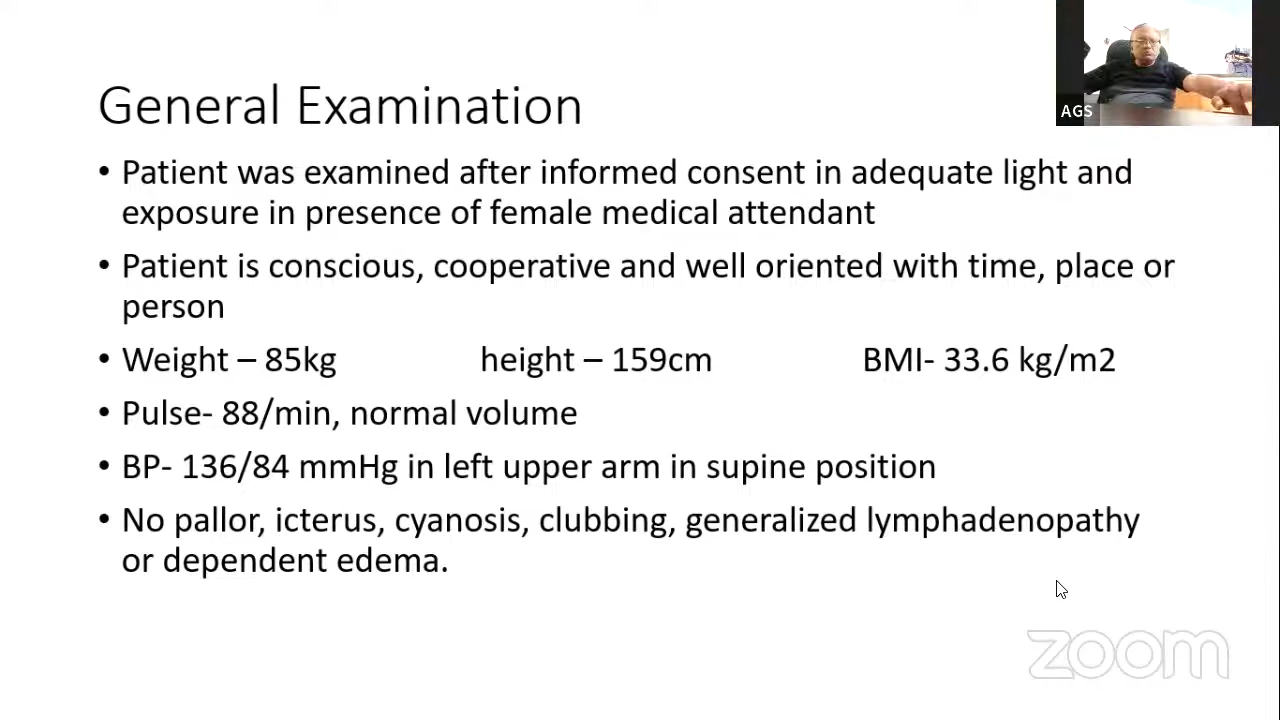 AGS
General Examination
• Patient was examined after informed consent in adequate light and
exposure in presence of female medical attendant
• Patient is conscious, cooperative and well oriented with time, place or
person
• Weight – 85kg height – 159cm BMI- 33.6 kg/m2
• Pulse- 88/min, normal volume
• BP- 136/84 mmHg in left upper arm in supine position
• No pallor, icterus, cyanosis, clubbing, generalized lymphadenopathy
or dependent edema.
zoom